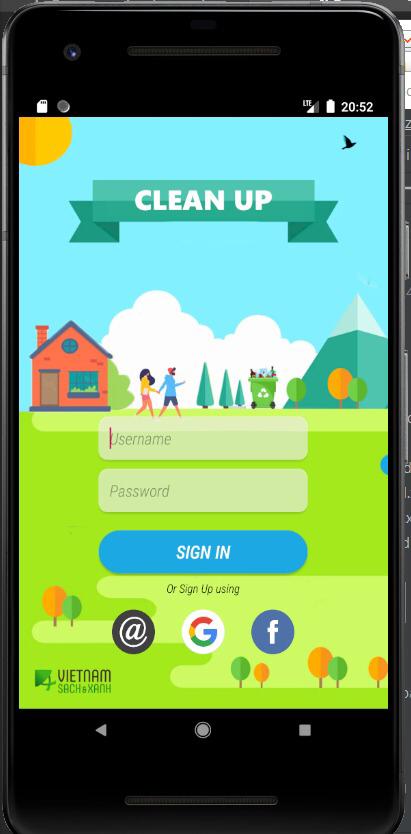 LTE 20:52
CLEAN UP
Username
Password
SIGN IN
Or Sign Up using
@ G f
VIETNAM
SẠCH & XANH